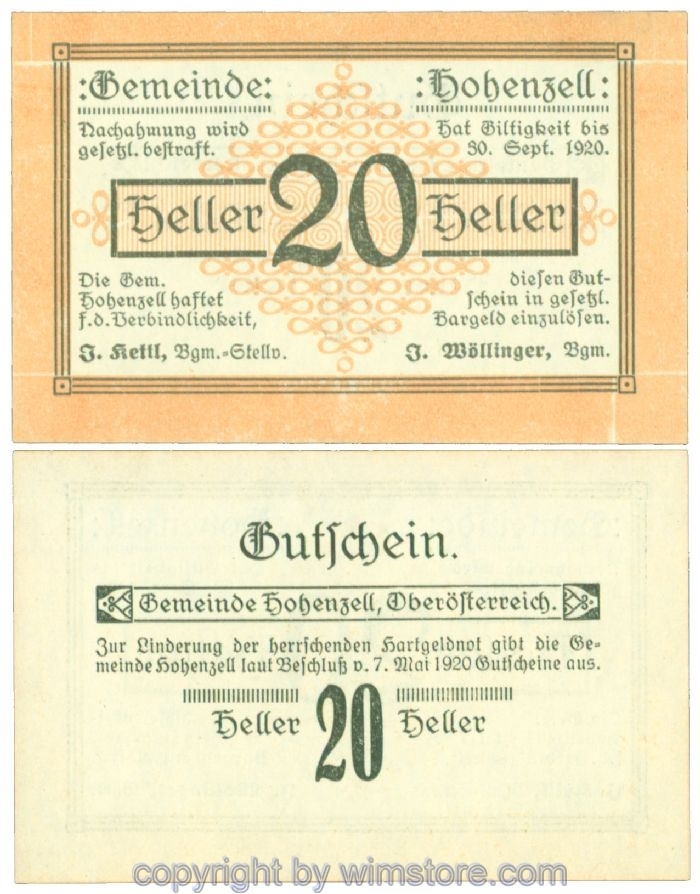 :Gemeinde: :Hohenzell:
Nachahmung wird
gesetzl. bestraft.
Hat Giltigkeit bis
30. Sept. 1920.
Heller 20 Heller
Die Gem.
Hohenzell haftet
f.d.Verbindlichkeit,
diesen Gut-
schein in gesetzl.
Bargeld einzulösen.
J. Kettl, Bgm.-Stellv.
J. Wöllinger, Bgm.
Gutschein.
Gemeinde Hohenzell, Oberösterreich.
Zur Linderung der herrschenden Hartgeldnot gibt die Ge-
meinde Hohenzell laut Beschluß v. 7. Mai 1920 Gutscheine aus.
Heller 20 Heller
copyright by wimstore.com